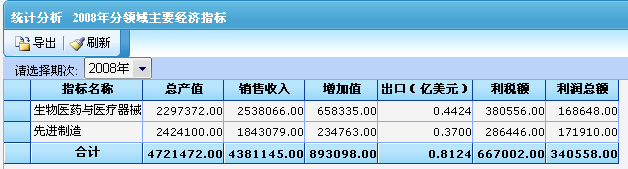 统计分析 2008年分领域主要经济指标
导出 刷新
请选择期次: 2008年
指标名称 总产值 销售收入 增加值 出口（亿美元） 利税额 利润总额
生物医药与医疗器械 2297372.00 2538066.00 658335.00 0.4424 380556.00 168648.00
先进制造 2424100.00 1843079.00 234763.00 0.3700 286446.00 171910.00
合计 4721472.00 4381145.00 893098.00 0.8124 667002.00 340558.00